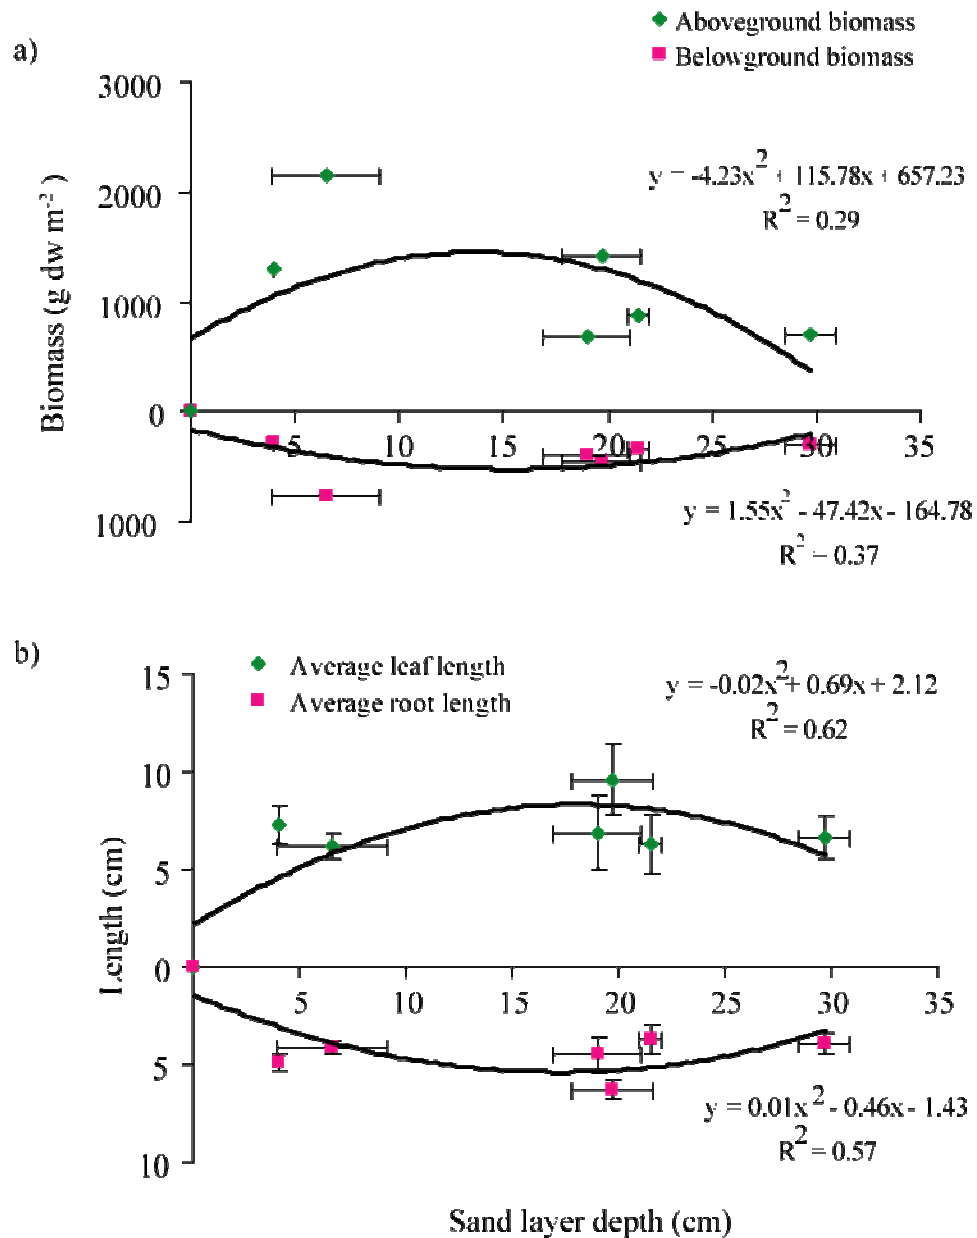 a)
Aboveground biomass
Belowground biomass
3000
2000
1000
0
1000
Biomass (g dw m⁻²)
y = -4.23x² + 115.78x + 657.23
R² = 0.29
5 10 15 20 25 30 35
y = 1.55x² - 47.42x - 164.78
R² = 0.37
b)
Average leaf length
Average root length
15
10
5
0
5
10
Length (cm)
y = -0.02x² + 0.69x + 2.12
R² = 0.62
5 10 15 20 25 30 35
y = 0.01x² - 0.46x - 1.43
R² = 0.57
Sand layer depth (cm)